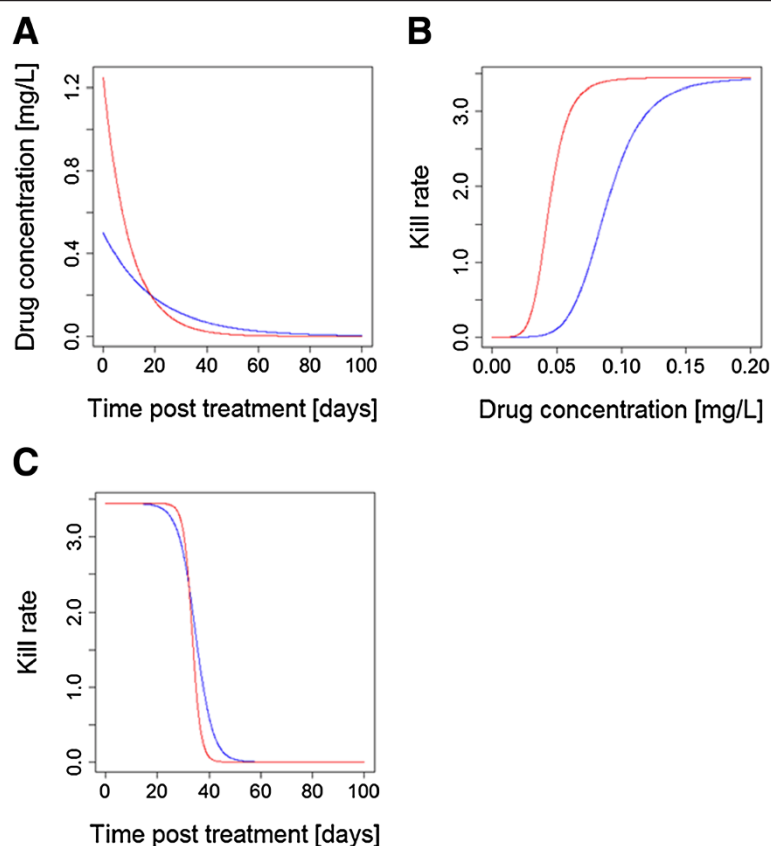 A
Drug concentration [mg/L]
1.2
0.8
0.4
0.0
0 20 40 60 80 100
Time post treatment [days]
B
Kill rate
3.0
2.0
1.0
0.0
0.00 0.05 0.10 0.15 0.20
Drug concentration [mg/L]
C
Kill rate
3.0
2.0
1.0
0.0
0 20 40 60 80 100
Time post treatment [days]